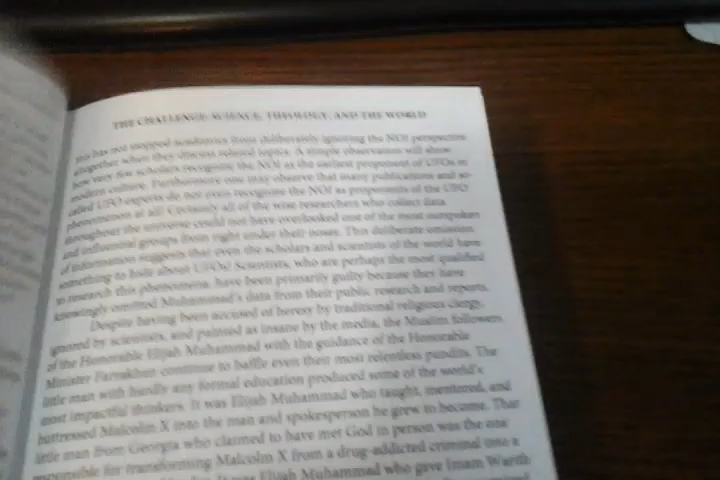 THE CHALLENGE: SCIENCE, THEOLOGY, AND THE WORLD
this has not stopped academics from deliberately ignoring the NOI perspective
altogether when they discuss related topics. A simple observation will show
how very few scholars recognize the NOI as the earliest proponent of UFOs in
modern culture. Furthermore one may observe that many publications and so-
called UFO experts do not even recognize the NOI as proponents of the UFO
phenomenon at all! Certainly all of the wise researchers who collect data
throughout the universe could not have overlooked one of the most outspoken
and influential groups from right under their noses. This deliberate omission
of information suggests that even the scholars and scientists of the world have
something to hide about UFOs! Scientists, who are perhaps the most qualified
to research this phenomena, have been primarily guilty because they have
knowingly omitted Muhammad's data from their public research and reports.
Despite having been accused of heresy by traditional religious clergy,
ignored by scientists, and painted as insane by the media, the Muslim followers
of the Honorable Elijah Muhammad with the guidance of the Honorable
Minister Farrakhan continue to baffle even their most relentless pundits. The
little man with hardly any formal education produced some of the world's
most impactful thinkers. It was Elijah Muhammad who taught, mentored, and
buttressed Malcolm X into the man and spokesperson he grew to become. That
little man from Georgia who claimed to have met God in person was the one
responsible for transforming Malcolm X from a drug-addicted criminal into a
It was Elijah Muhammad who gave Imam Warith